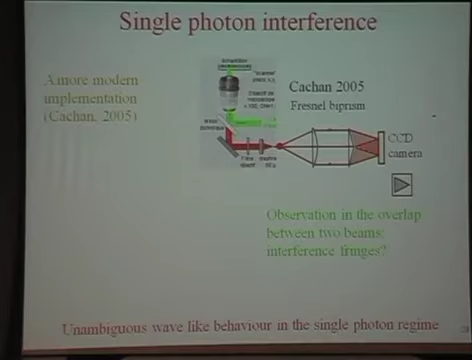 Single photon interference
A more modern
implementation
(Cachan, 2005)
Cachan 2005
Fresnel biprism
CCD
camera
Observation in the overlap
between two beams:
interference fringes?
Unambiguous wave like behaviour in the single photon regime